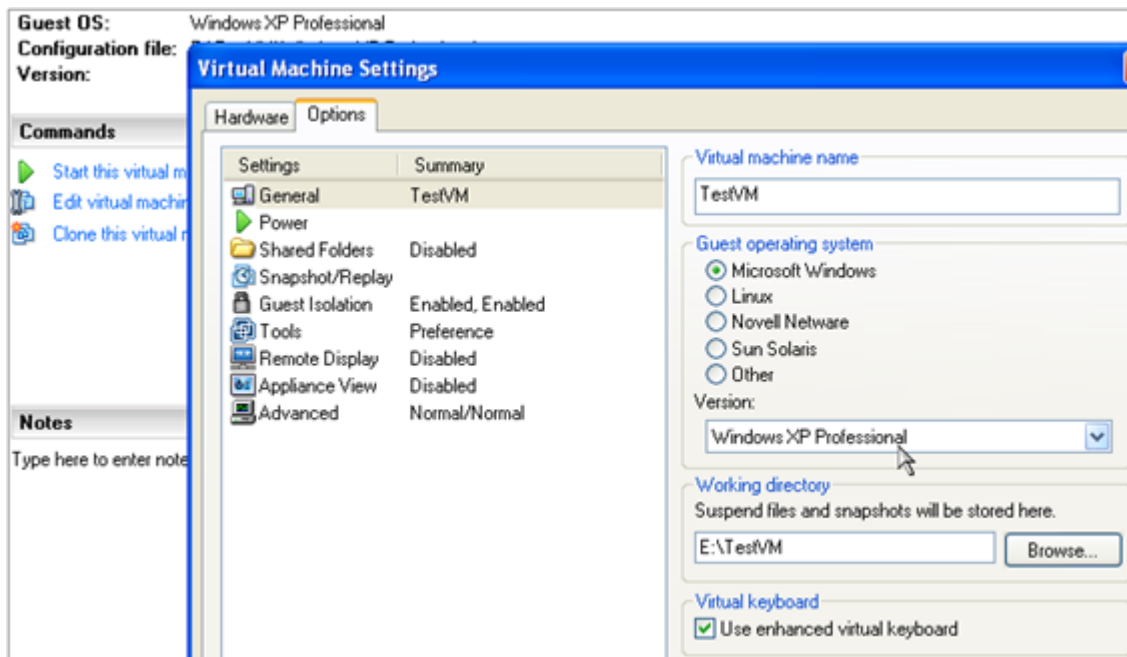 Guest OS: Windows XP Professional
Configuration file:
Version:
Commands
Start this virtual m
Edit virtual machin
Clone this virtual
Notes
Type here to enter note
Virtual Machine Settings
Hardware Options
Settings Summary
General TestVM
Power
Shared Folders Disabled
Snapshot/Replay
Guest Isolation Enabled, Enabled
Tools Preference
Remote Display Disabled
Appliance View Disabled
Advanced Normal/Normal
Virtual machine name
TestVM
Guest operating system
Microsoft Windows
Linux
Novell Netware
Sun Solaris
Other
Version:
Windows XP Professional
Working directory
Suspend files and snapshots will be stored here.
E:\TestVM Browse...
Virtual keyboard
Use enhanced virtual keyboard